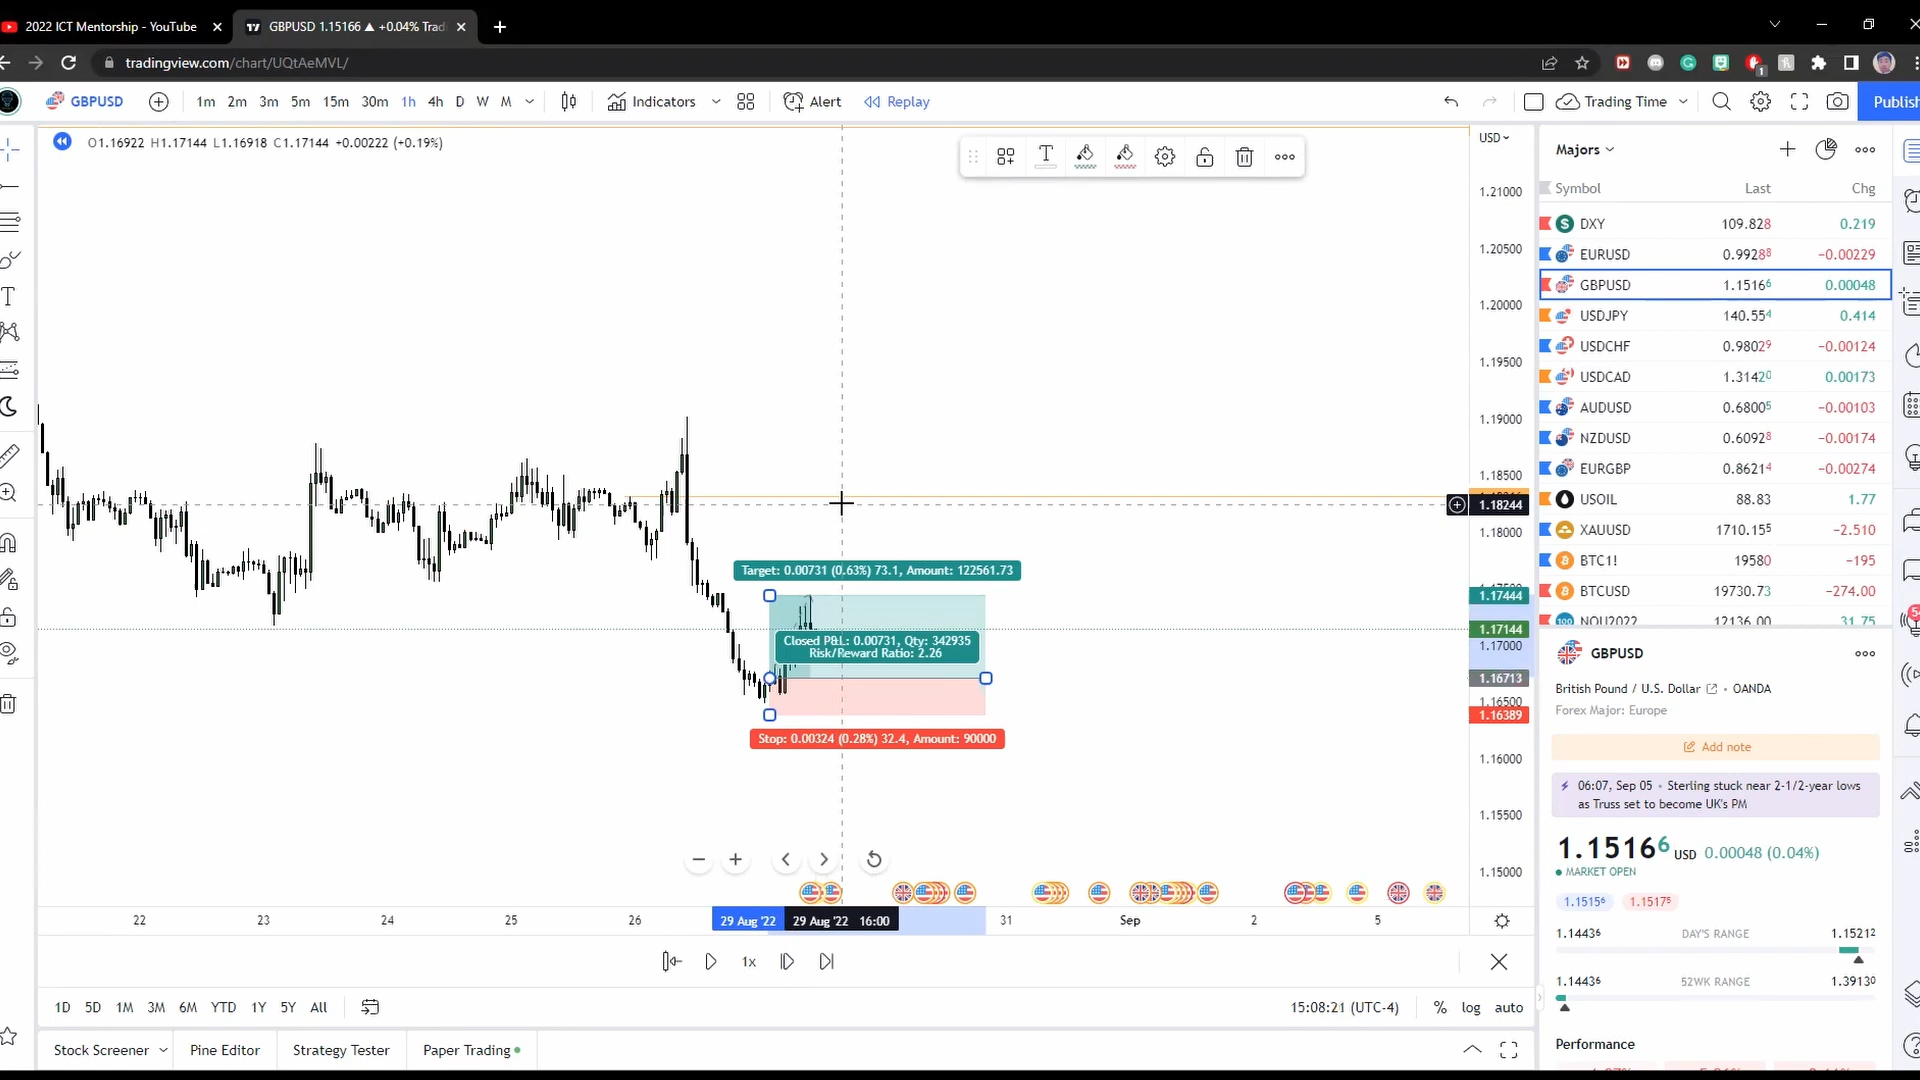 2022 ICT Mentorship - YouTube
GBPUSD 1.15166 ▲ +0.04% Trad
tradingview.com/chart/UQtAeMVL/
GBPUSD
1m 2m 3m 5m 15m 30m 1h 4h D W M
Indicators
Alert
Replay
Trading Time
Publish
O1.16922 H1.17144 L1.16918 C1.17144 +0.00222 (+0.19%)
USD
1.21000
1.20500
1.20000
1.19500
1.19000
1.18500
1.18244
1.18000
1.17444
1.17144
1.17000
1.16713
1.16500
1.16389
1.16000
1.15500
1.15000
Target: 0.00731 (0.63%) 73.1, Amount: 122561.73
Closed P&L: 0.00731, Qty: 342935
Risk/Reward Ratio: 2.26
Stop: 0.00324 (0.28%) 32.4, Amount: 90000
22 23 24 25 26 29 Aug '22 29 Aug '22 16:00 31 Sep 2 5
1x
1D 5D 1M 3M 6M YTD 1Y 5Y All
15:08:21 (UTC-4) % log auto
Stock Screener Pine Editor Strategy Tester Paper Trading
Majors
Symbol Last Chg
DXY 109.828 0.219
EURUSD 0.99288 −0.00229
GBPUSD 1.15166 0.00048
USDJPY 140.554 0.414
USDCHF 0.98029 −0.00124
USDCAD 1.31420 0.00173
AUDUSD 0.68005 −0.00103
NZDUSD 0.60928 −0.00174
EURGBP 0.86214 −0.00274
USOIL 88.83 1.77
XAUUSD 1710.155 −2.510
BTC1! 19580 −195
BTCUSD 19730.73 −274.00
NQU2022 12136.00 31.75
GBPUSD
British Pound / U.S. Dollar • OANDA
Forex Major: Europe
Add note
06:07, Sep 05 • Sterling stuck near 2-1/2-year lows
as Truss set to become UK's PM
1.15166 USD 0.00048 (0.04%)
MARKET OPEN
1.15156 1.15175
1.14436 DAY'S RANGE 1.15212
1.14436 52WK RANGE 1.39130
Performance